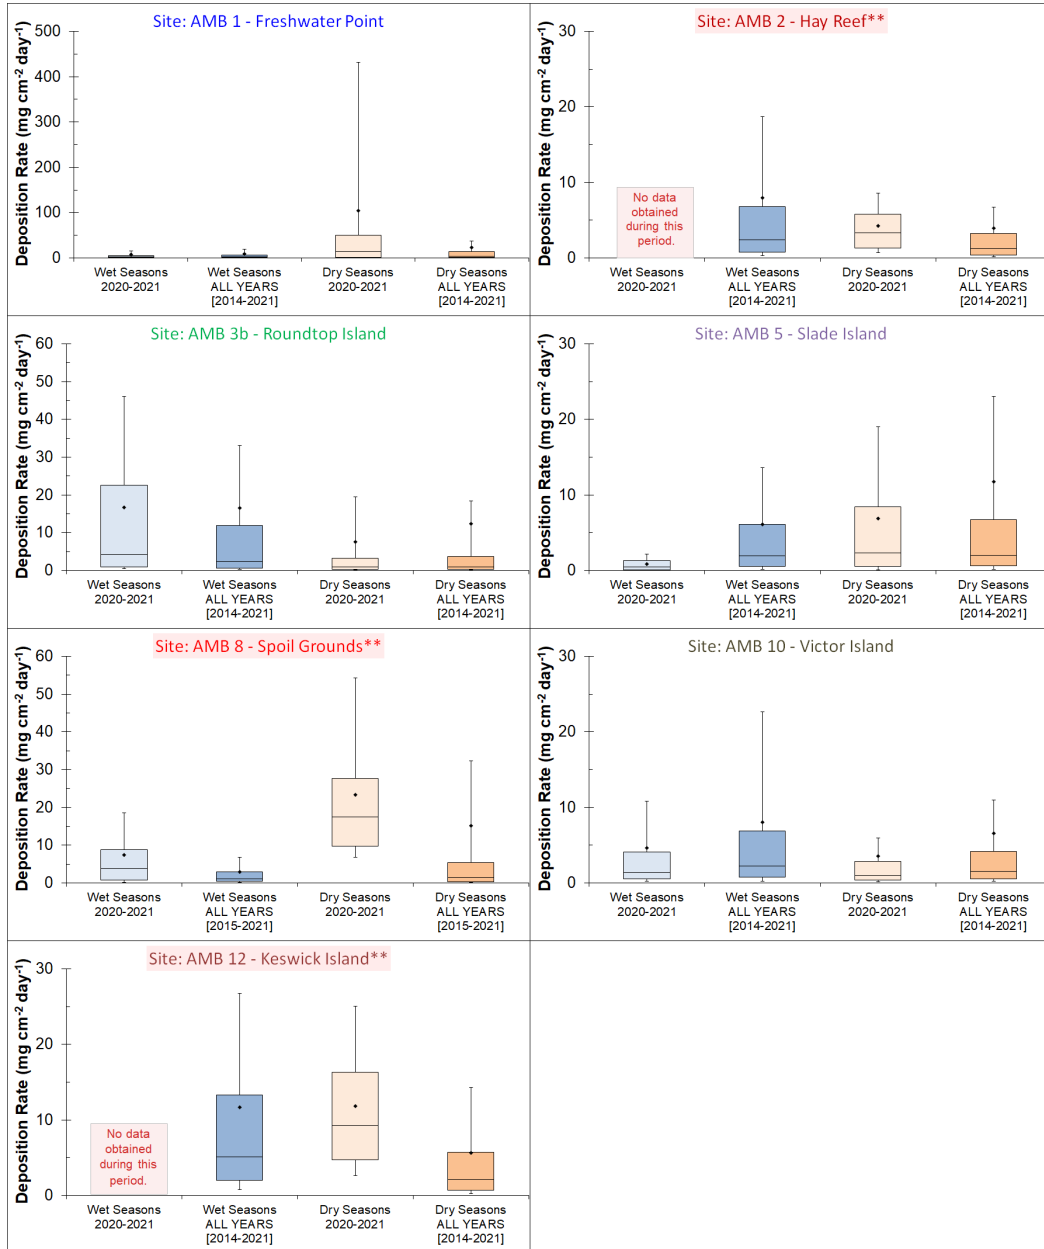 Site: AMB 1 - Freshwater Point
Deposition Rate (mg cm⁻² day⁻¹)
500
400
300
200
100
0
Wet Seasons
2020-2021
Wet Seasons
ALL YEARS
[2014-2021]
Dry Seasons
2020-2021
Dry Seasons
ALL YEARS
[2014-2021]
Site: AMB 2 - Hay Reef**
Deposition Rate (mg cm⁻² day⁻¹)
30
20
10
0
No data
obtained
during this
period.
Wet Seasons
2020-2021
Wet Seasons
ALL YEARS
[2014-2021]
Dry Seasons
2020-2021
Dry Seasons
ALL YEARS
[2014-2021]
Site: AMB 3b - Roundtop Island
Deposition Rate (mg cm⁻² day⁻¹)
60
50
40
30
20
10
0
Wet Seasons
2020-2021
Wet Seasons
ALL YEARS
[2014-2021]
Dry Seasons
2020-2021
Dry Seasons
ALL YEARS
[2014-2021]
Site: AMB 5 - Slade Island
Deposition Rate (mg cm⁻² day⁻¹)
30
20
10
0
Wet Seasons
2020-2021
Wet Seasons
ALL YEARS
[2014-2021]
Dry Seasons
2020-2021
Dry Seasons
ALL YEARS
[2014-2021]
Site: AMB 8 - Spoil Grounds**
Deposition Rate (mg cm⁻² day⁻¹)
60
50
40
30
20
10
0
Wet Seasons
2020-2021
Wet Seasons
ALL YEARS
[2015-2021]
Dry Seasons
2020-2021
Dry Seasons
ALL YEARS
[2015-2021]
Site: AMB 10 - Victor Island
Deposition Rate (mg cm⁻² day⁻¹)
30
20
10
0
Wet Seasons
2020-2021
Wet Seasons
ALL YEARS
[2014-2021]
Dry Seasons
2020-2021
Dry Seasons
ALL YEARS
[2014-2021]
Site: AMB 12 - Keswick Island**
Deposition Rate (mg cm⁻² day⁻¹)
30
20
10
0
No data
obtained
during this
period.
Wet Seasons
2020-2021
Wet Seasons
ALL YEARS
[2014-2021]
Dry Seasons
2020-2021
Dry Seasons
ALL YEARS
[2014-2021]